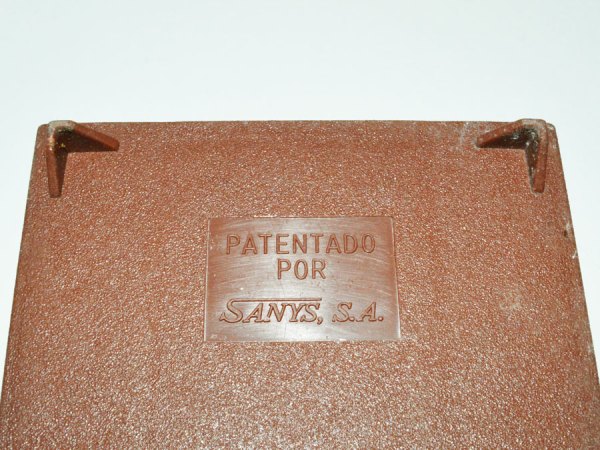 PATENTADO
POR
SANYS, S.A.